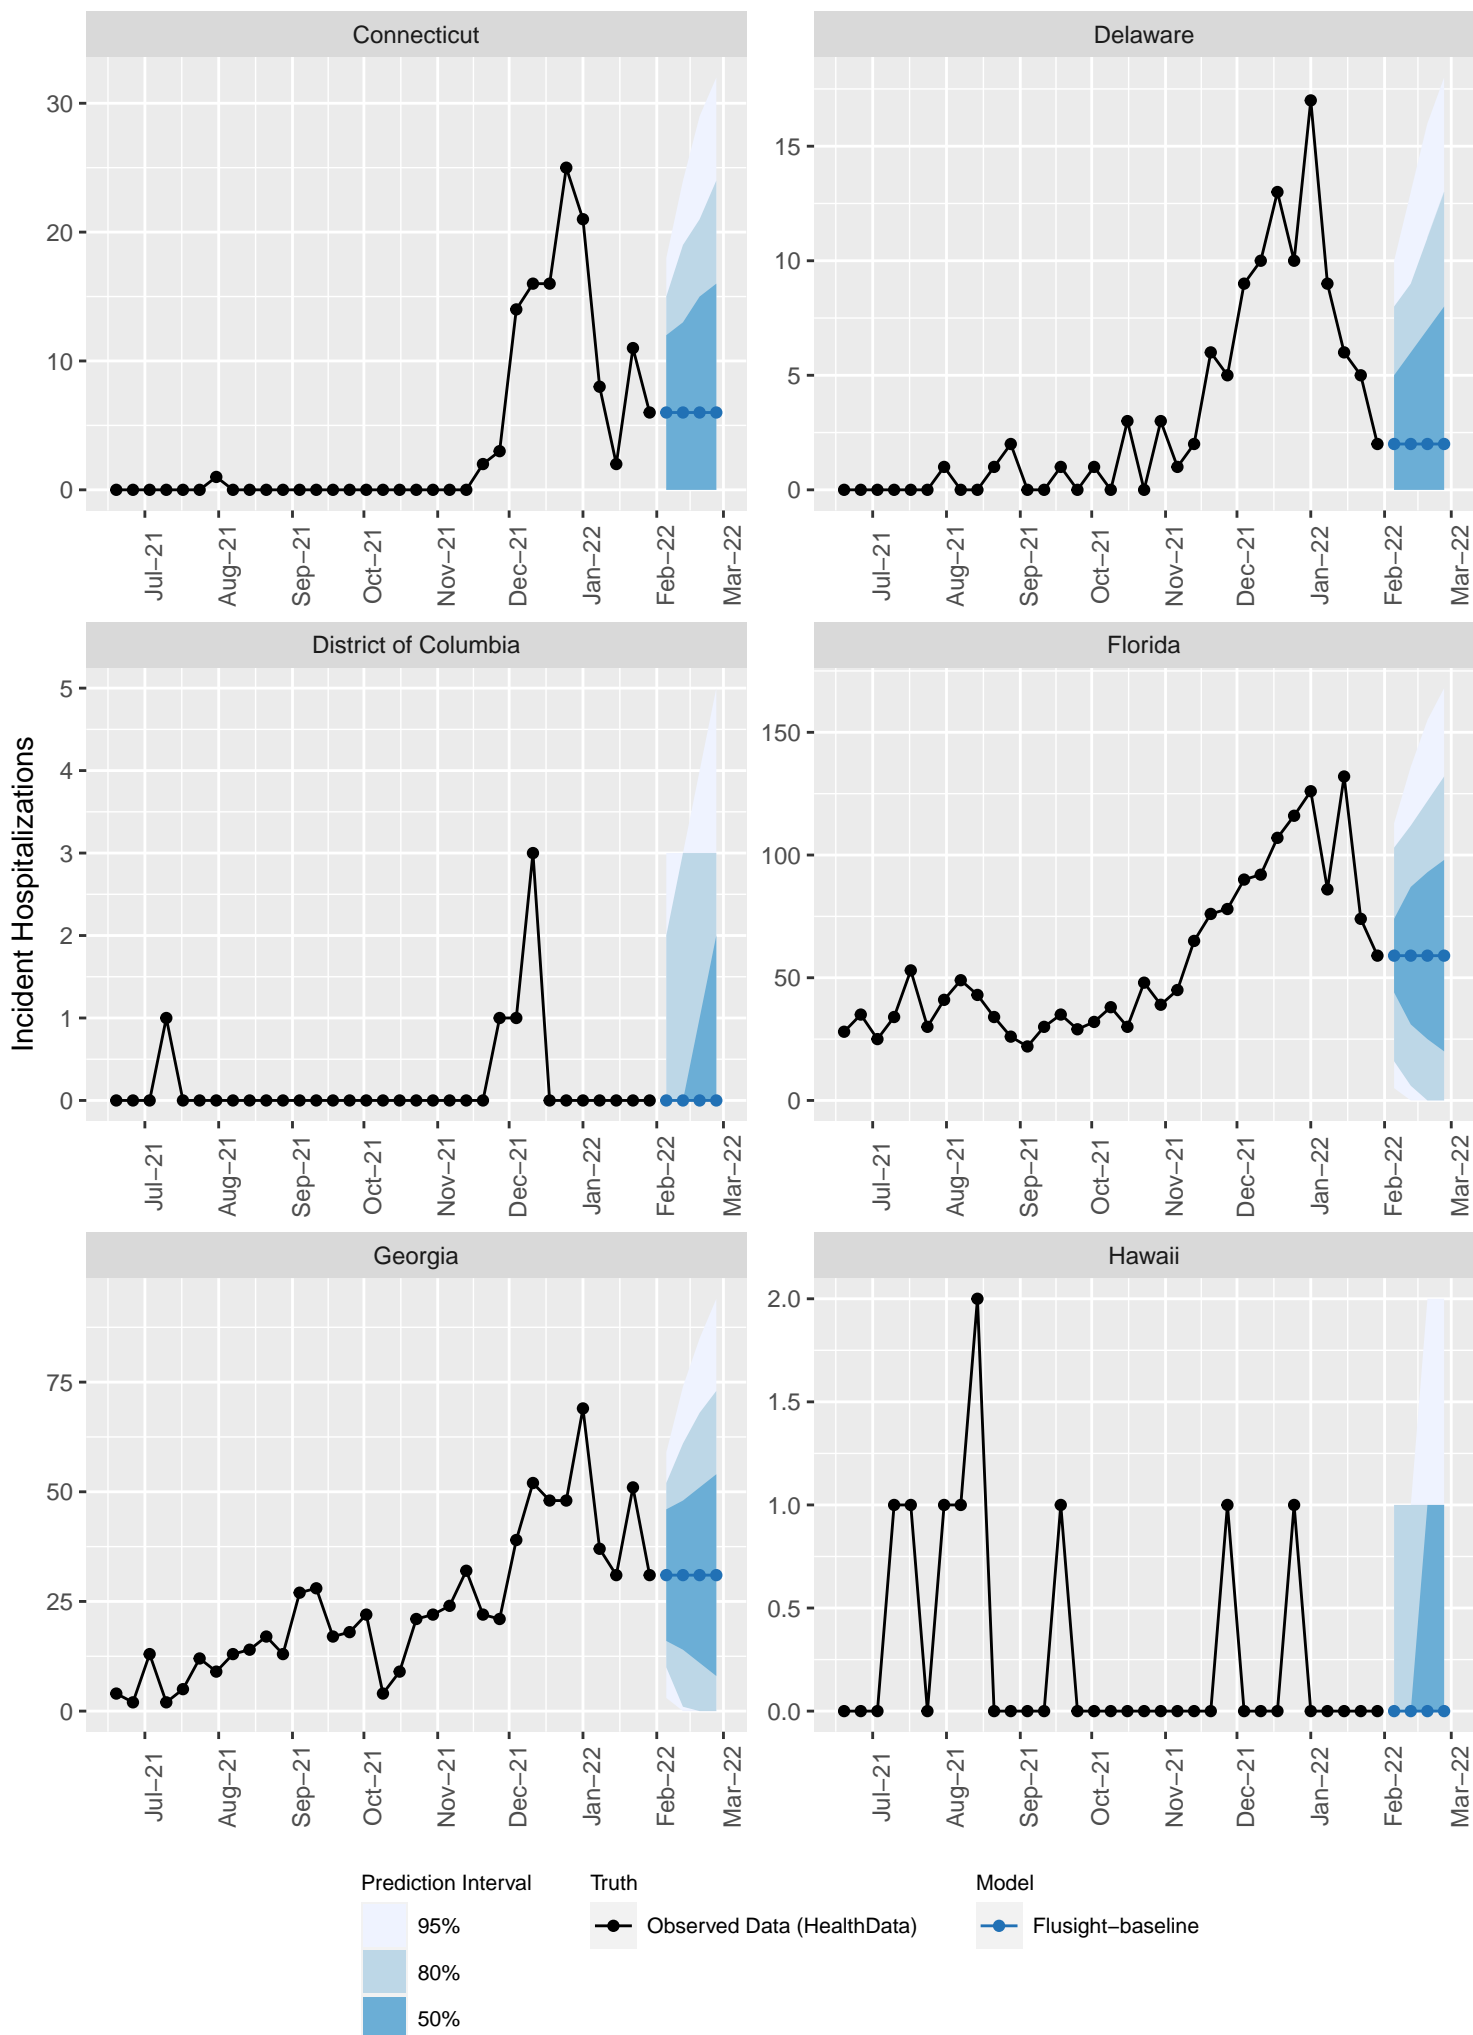 Connecticut
Delaware
30
20
10
0
15
10
5
0
Jul−21 Aug−21 Sep−21 Oct−21 Nov−21 Dec−21 Jan−22 Feb−22 Mar−22
Jul−21 Aug−21 Sep−21 Oct−21 Nov−21 Dec−21 Jan−22 Feb−22 Mar−22
District of Columbia
Florida
Incident Hospitalizations
5
4
3
2
1
0
150
100
50
0
Jul−21 Aug−21 Sep−21 Oct−21 Nov−21 Dec−21 Jan−22 Feb−22 Mar−22
Jul−21 Aug−21 Sep−21 Oct−21 Nov−21 Dec−21 Jan−22 Feb−22 Mar−22
Georgia
Hawaii
75
50
25
0
2.0
1.5
1.0
0.5
0.0
Jul−21 Aug−21 Sep−21 Oct−21 Nov−21 Dec−21 Jan−22 Feb−22 Mar−22
Jul−21 Aug−21 Sep−21 Oct−21 Nov−21 Dec−21 Jan−22 Feb−22 Mar−22
Prediction Interval
95%
80%
50%
Truth
Observed Data (HealthData)
Model
Flusight−baseline